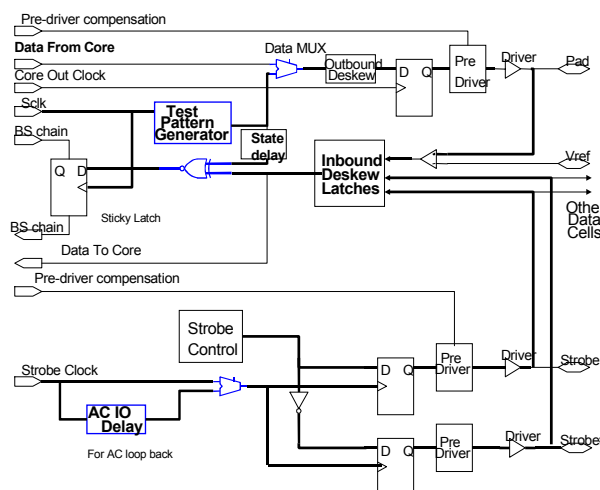 Pre-driver compensation
Data From Core
Data MUX
Core Out Clock
Outbound
Deskew
D
Q
Pre
Driver
Driver
Pad
Sclk
Test
Pattern
Generator
BS chain
State
delay
Q
D
Inbound
Deskew
Latches
Vref
BS chain
Sticky Latch
Other
Data
Cells
Data To Core
Pre-driver compensation
Strobe
Control
Strobe Clock
D
Q
Pre
Driver
Driver
Strobe
AC IO
Delay
For AC loop back
D
Q
Pre
Driver
Driver
Strobe